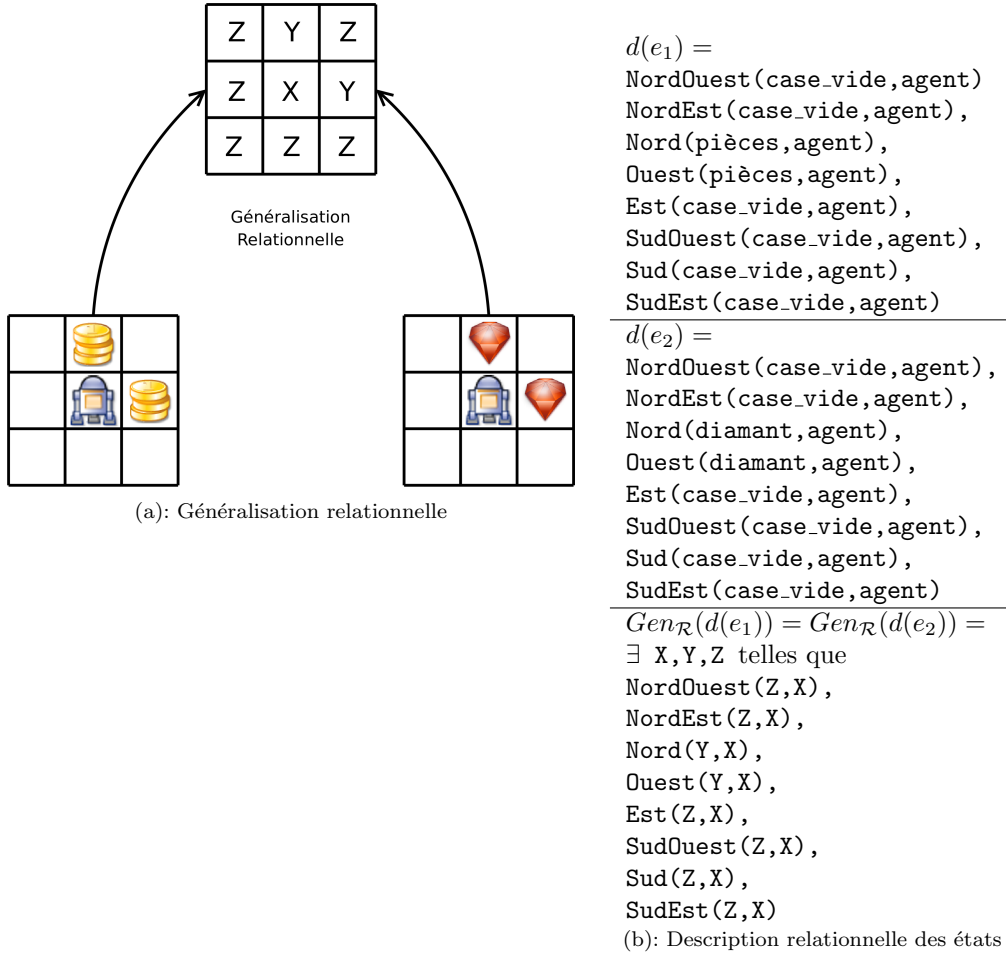 Z Y Z
Z X Y
Z Z Z
Généralisation
Relationnelle
(a): Généralisation relationnelle
d(e₁) =
NordOuest(case_vide,agent)
NordEst(case_vide,agent),
Nord(pièces,agent),
Ouest(pièces,agent),
Est(case_vide,agent),
SudOuest(case_vide,agent),
Sud(case_vide,agent),
SudEst(case_vide,agent)
d(e₂) =
NordOuest(case_vide,agent),
NordEst(case_vide,agent),
Nord(diamant,agent),
Ouest(diamant,agent),
Est(case_vide,agent),
SudOuest(case_vide,agent),
Sud(case_vide,agent),
SudEst(case_vide,agent)
Gen_ℛ(d(e₁)) = Gen_ℛ(d(e₂)) =
∃ X,Y,Z telles que
NordOuest(Z,X),
NordEst(Z,X),
Nord(Y,X),
Ouest(Y,X),
Est(Z,X),
SudOuest(Z,X),
Sud(Z,X),
SudEst(Z,X)
(b): Description relationnelle des états